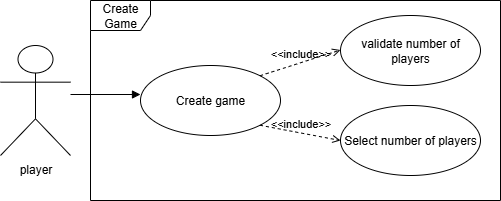 Create
Game
<<include>>
validate number of
players
Create game
<<include>>
Select number of players
player